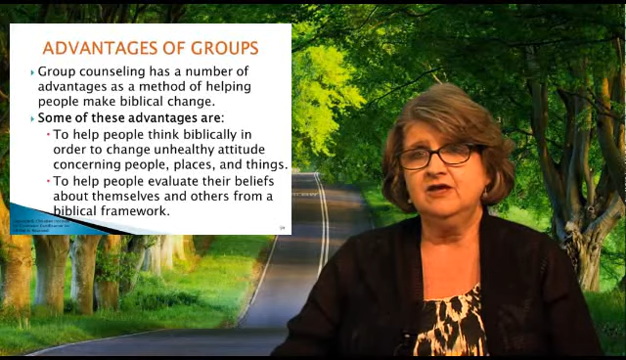 ADVANTAGES OF GROUPS
Group counseling has a number of
advantages as a method of helping
people make biblical change.
Some of these advantages are:
To help people think biblically in
order to change unhealthy attitude
concerning people, places, and things.
To help people evaluate their beliefs
about themselves and others from a
biblical framework.